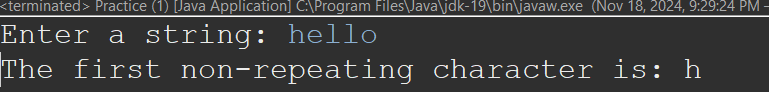 <terminated> Practice (1) [Java Application] C:\Program Files\Java\jdk-19\bin\javaw.exe (Nov 18, 2024, 9:29:24 PM –
Enter a string: hello
The first non-repeating character is: h